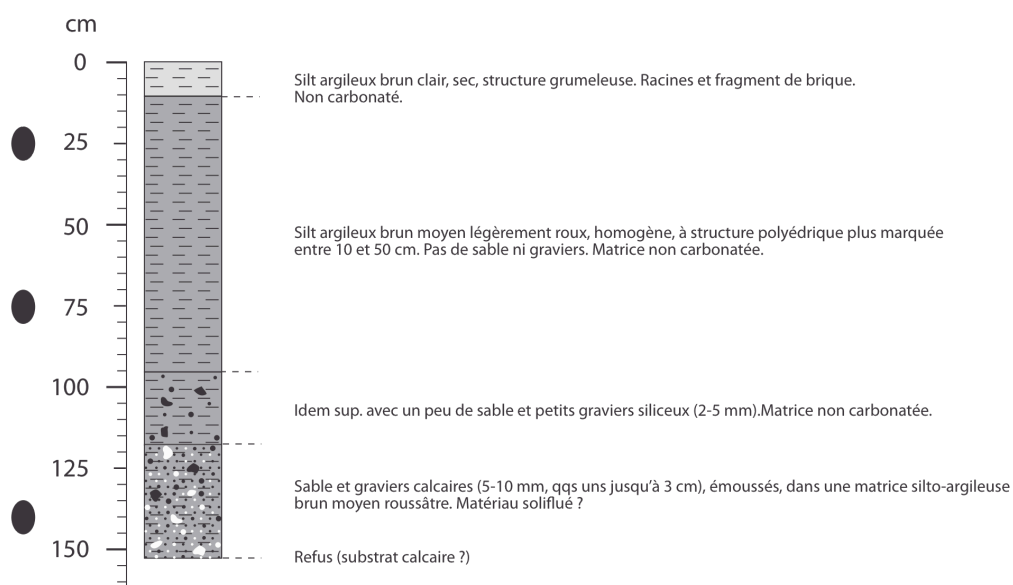 cm
0
Silt argileux brun clair, sec, structure grumeleuse. Racines et fragment de brique.
Non carbonaté.
25
50
Silt argileux brun moyen légèrement roux, homogène, à structure polyédrique plus marquée
entre 10 et 50 cm. Pas de sable ni graviers. Matrice non carbonatée.
75
100
Idem sup. avec un peu de sable et petits graviers siliceux (2-5 mm).Matrice non carbonatée.
125
Sable et graviers calcaires (5-10 mm, qqs uns jusqu'à 3 cm), émoussés, dans une matrice silto-argileuse
brun moyen roussâtre. Matériau soliflué ?
150
Refus (substrat calcaire ?)